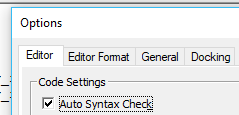 Options
Editor Editor Format General Docking
Code Settings
Auto Syntax Check